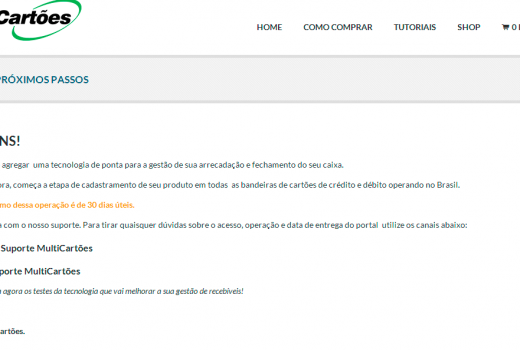 Cartões
HOME COMO COMPRAR TUTORIAIS SHOP 0
PRÓXIMOS PASSOS
NS!
agregar uma tecnologia de ponta para a gestão de sua arrecadação e fechamento do seu caixa.
ora, começa a etapa de cadastramento de seu produto em todas as bandeiras de cartões de crédito e débito operando no Brasil.
mo dessa operação é de 30 dias úteis.
a com o nosso suporte. Para tirar quaisquer dúvidas sobre o acesso, operação e data de entrega do portal utilize os canais abaixo:
Suporte MultiCartões
porte MultiCartões
agora os testes da tecnologia que vai melhorar a sua gestão de recebíveis!
artões.